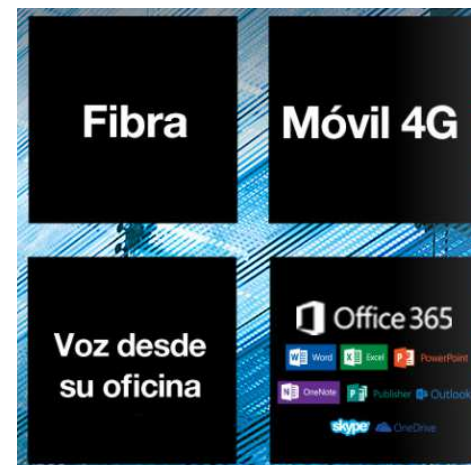 Fibra
Móvil 4G
Voz desde
su oficina
Office 365
Word Excel PowerPoint
OneNote Publisher Outlook
skype OneDrive